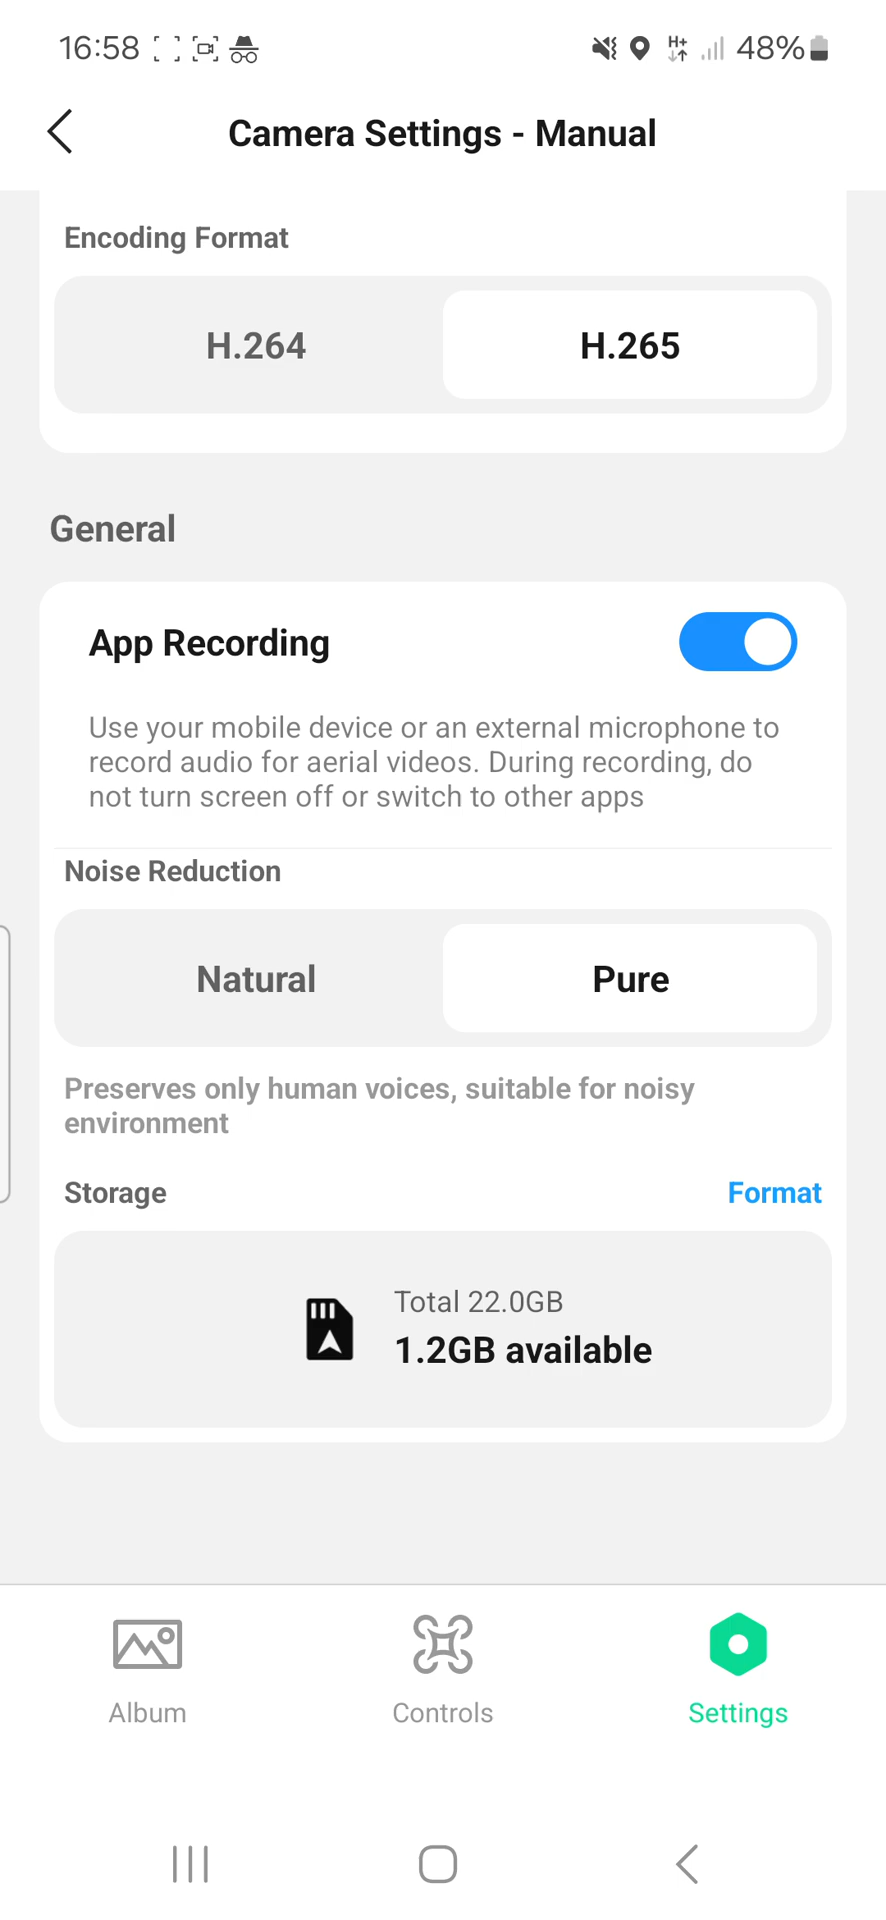 16:58
H+
48%
Camera Settings - Manual
Encoding Format
H.264
H.265
General
App Recording
Use your mobile device or an external microphone to
record audio for aerial videos. During recording, do
not turn screen off or switch to other apps
Noise Reduction
Natural
Pure
Preserves only human voices, suitable for noisy
environment
Storage
Format
Total 22.0GB
1.2GB available
Album
Controls
Settings